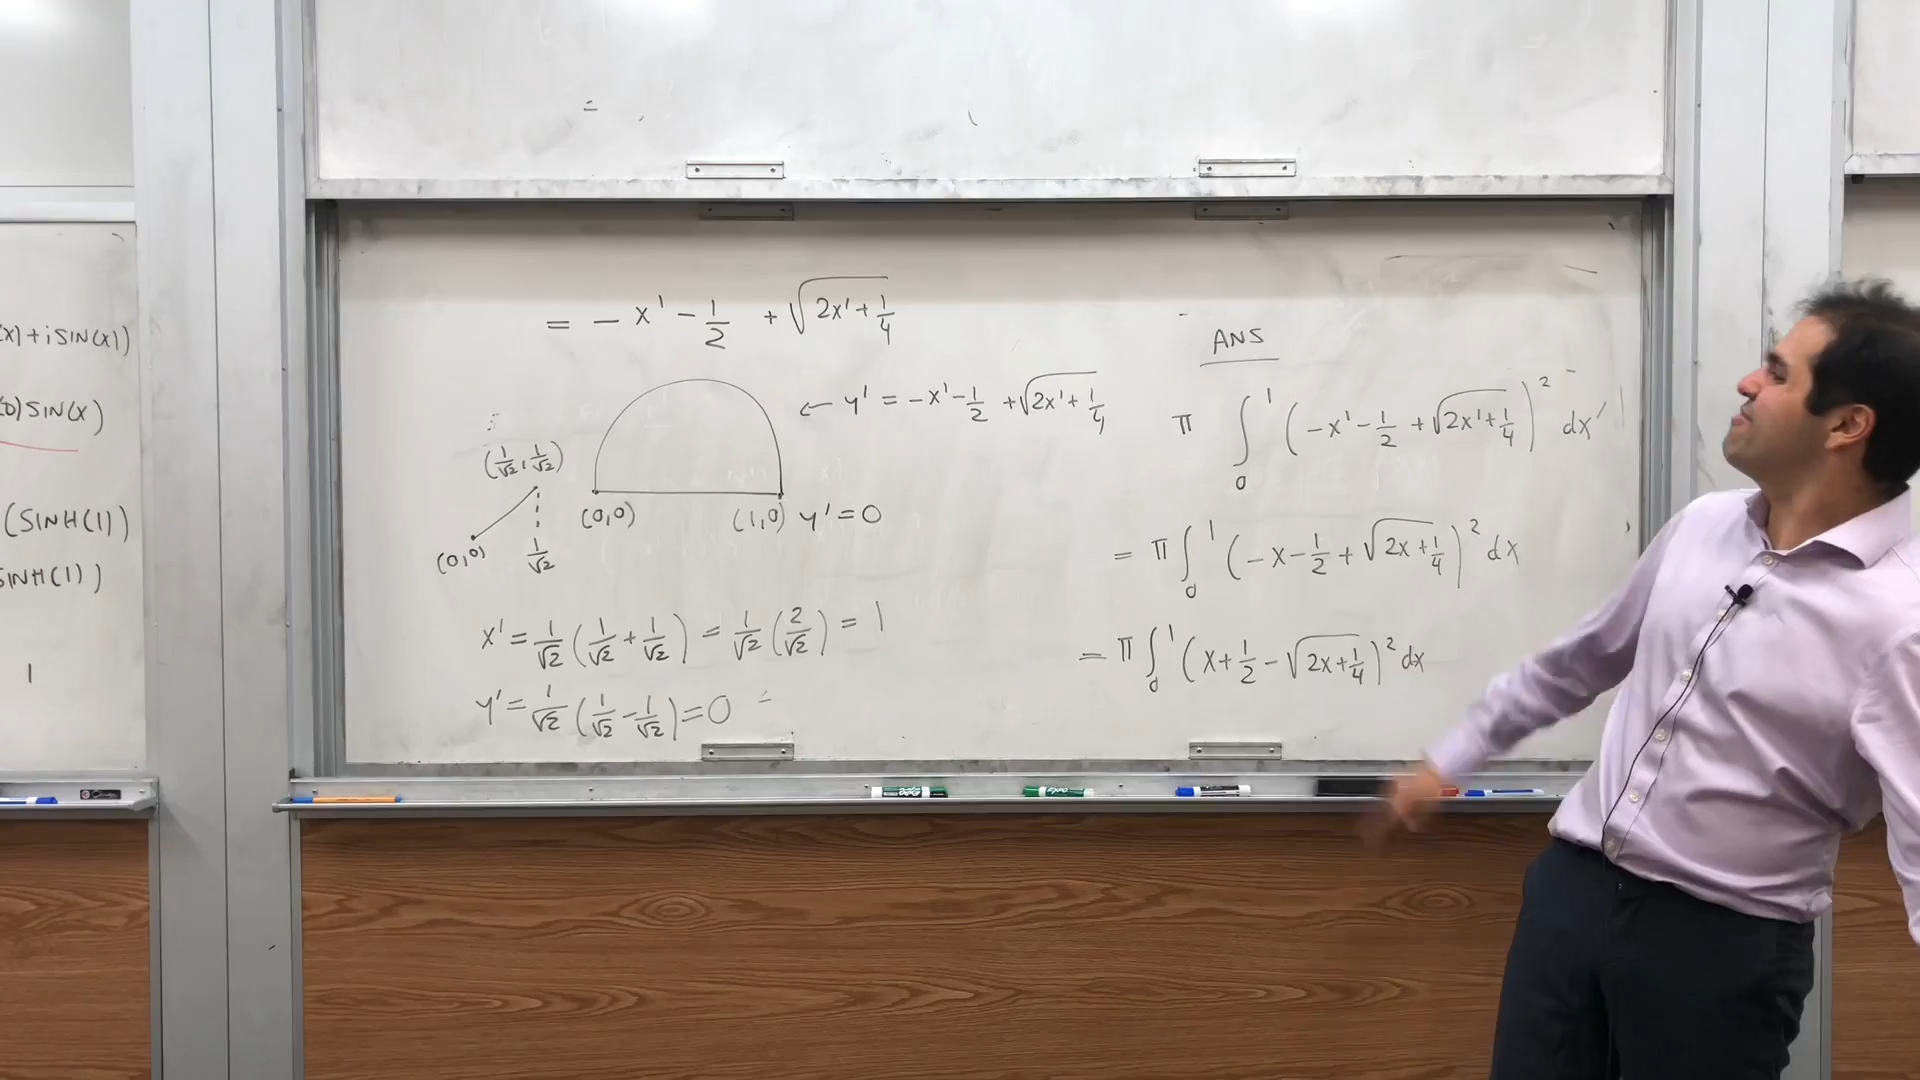 (x)+iSIN(x))
(0)SIN(x)
(SINH(1))
SINH(1))
1
= -x' - 1/2 + √(2x'+1/4)
← y' = -x' - 1/2 + √(2x'+1/4)
(1/√2, 1/√2)
(0,0)
1/√2
(0,0)
(1,0) y' = 0
x' = 1/√2 (1/√2 + 1/√2) = 1/√2 (2/√2) = 1
y' = 1/√2 (1/√2 - 1/√2) = 0
ANS
π ∫₀¹ (-x' - 1/2 + √(2x'+1/4))² dx'
= π ∫₀¹ (-x - 1/2 + √(2x+1/4))² dx
= π ∫₀¹ (x + 1/2 - √(2x+1/4))² dx